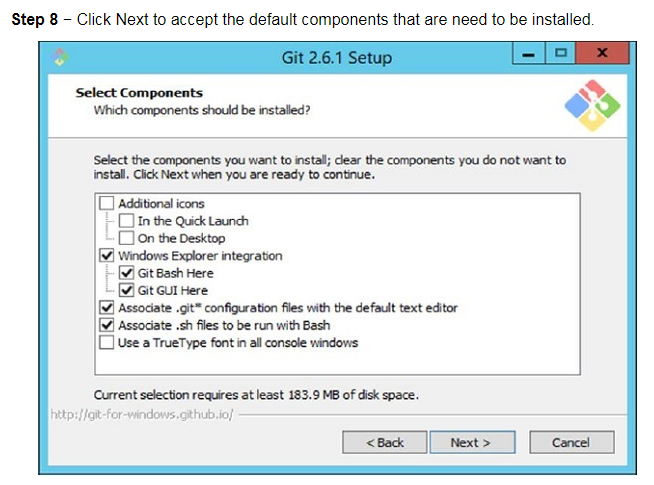 Step 8 – Click Next to accept the default components that are need to be installed.
Git 2.6.1 Setup
Select Components
Which components should be installed?
Select the components you want to install; clear the components you do not want to
install. Click Next when you are ready to continue.
Additional icons
In the Quick Launch
On the Desktop
Windows Explorer integration
Git Bash Here
Git GUI Here
Associate .git* configuration files with the default text editor
Associate .sh files to be run with Bash
Use a TrueType font in all console windows
Current selection requires at least 183.9 MB of disk space.
http://git-for-windows.github.io/
< Back Next > Cancel